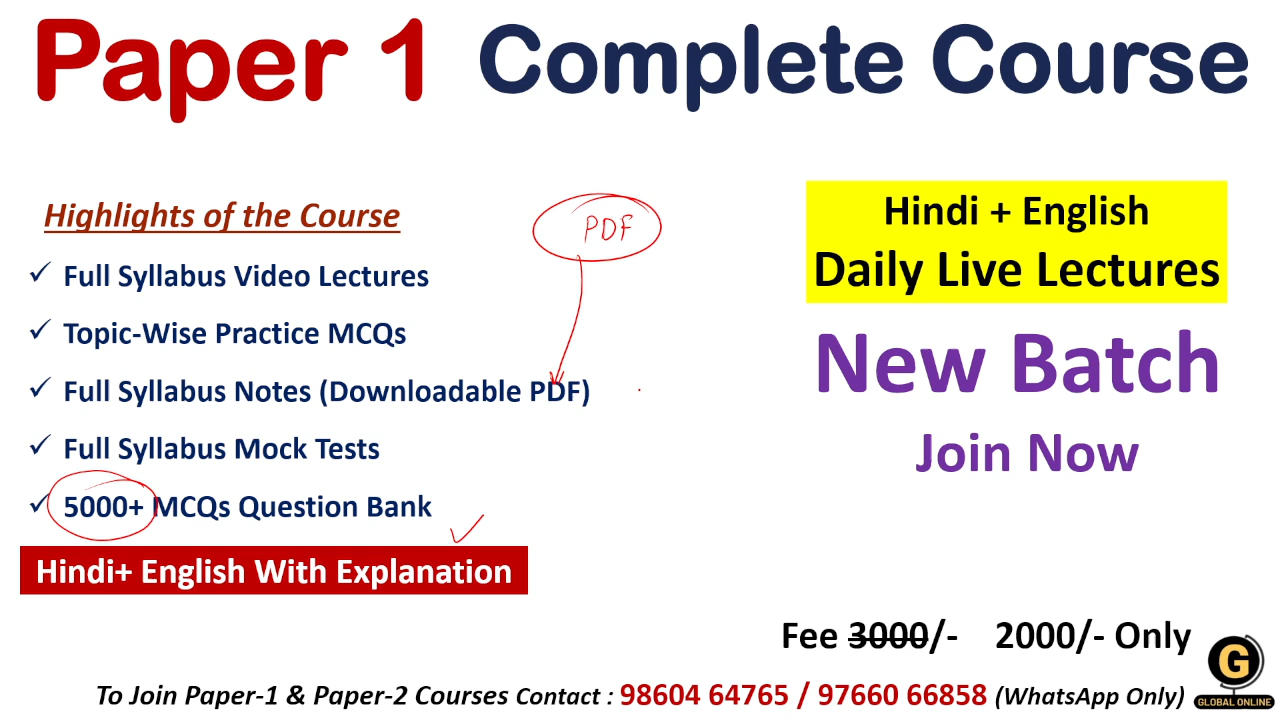 Paper 1 Complete Course
Highlights of the Course
✓ Full Syllabus Video Lectures
✓ Topic-Wise Practice MCQs
✓ Full Syllabus Notes (Downloadable PDF)
✓ Full Syllabus Mock Tests
✓ 5000+ MCQs Question Bank
Hindi+ English With Explanation
PDF
Hindi + English
Daily Live Lectures
New Batch
Join Now
Fee 3000/- 2000/- Only
To Join Paper-1 & Paper-2 Courses Contact : 98604 64765 / 97660 66858 (WhatsApp Only)
G
GLOBAL ONLINE